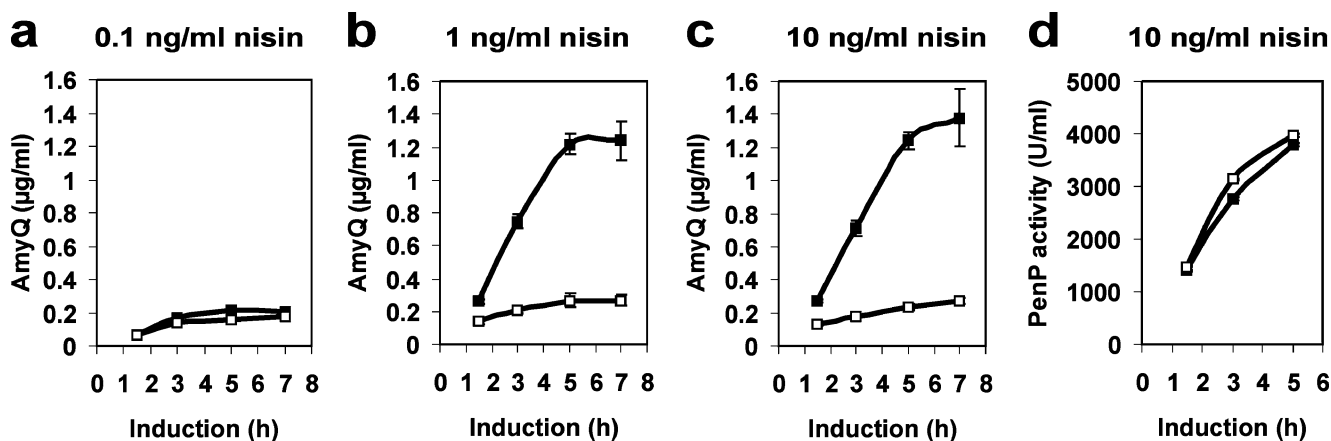 a 0.1 ng/ml nisin
AmyQ (µg/ml)
1.6
1.4
1.2
1
0.8
0.6
0.4
0.2
0
0 1 2 3 4 5 6 7 8
Induction (h)
b 1 ng/ml nisin
AmyQ (µg/ml)
1.6
1.4
1.2
1
0.8
0.6
0.4
0.2
0
0 1 2 3 4 5 6 7 8
Induction (h)
c 10 ng/ml nisin
AmyQ (µg/ml)
1.6
1.4
1.2
1
0.8
0.6
0.4
0.2
0
0 1 2 3 4 5 6 7 8
Induction (h)
d 10 ng/ml nisin
PenP activity (U/ml)
5000
4000
3000
2000
1000
0
0 1 2 3 4 5 6
Induction (h)